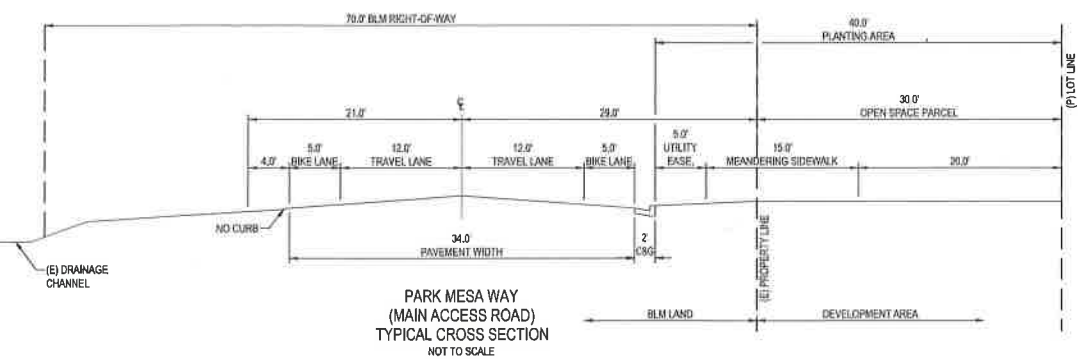 70.0' BLM RIGHT-OF-WAY
40.0'
PLANTING AREA
(P) LOT LINE
21.0'
℄
29.0'
30.0'
OPEN SPACE PARCEL
4.0'
5.0'
BIKE LANE
12.0'
TRAVEL LANE
12.0'
TRAVEL LANE
5.0'
BIKE LANE
5.0'
UTILITY
EASE.
15.0'
MEANDERING SIDEWALK
20.0'
NO CURB
34.0'
PAVEMENT WIDTH
2'
C&G
(E) DRAINAGE
CHANNEL
(E) PROPERTY LINE
PARK MESA WAY
(MAIN ACCESS ROAD)
TYPICAL CROSS SECTION
NOT TO SCALE
BLM LAND
DEVELOPMENT AREA